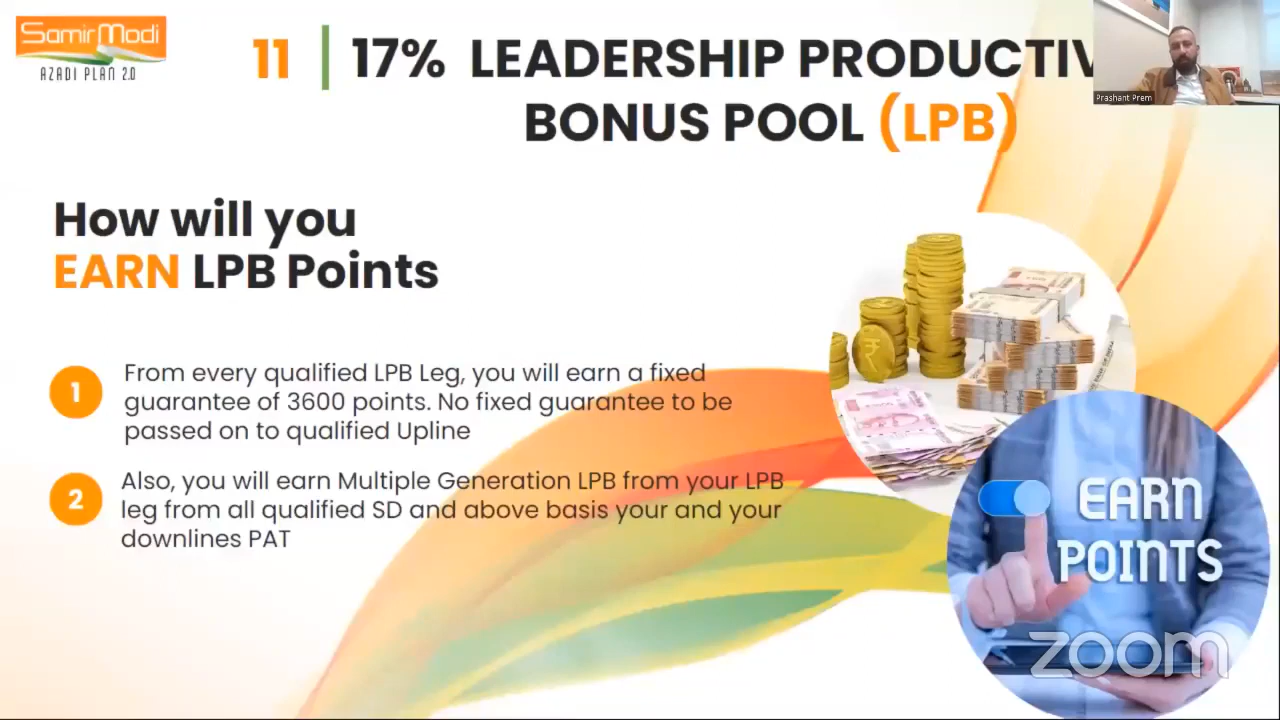 SamirModi
AZADI PLAN 2.0
11 | 17% LEADERSHIP PRODUCTIV
BONUS POOL (LPB)
Prashant Prem
How will you
EARN LPB Points
1
From every qualified LPB Leg, you will earn a fixed
guarantee of 3600 points. No fixed guarantee to be
passed on to qualified Upline
2
Also, you will earn Multiple Generation LPB from your LPB
leg from all qualified SD and above basis your and your
downlines PAT
EARN
POINTS
zoom